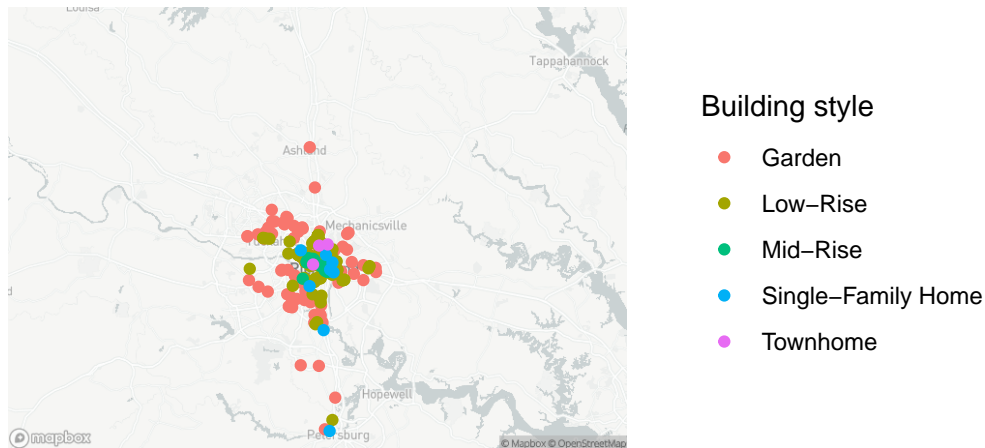 Louisa
Tappahannock
Ashland
Mechanicsville
Hopewell
Petersburg
mapbox
© Mapbox © OpenStreetMap
Building style
Garden
Low−Rise
Mid−Rise
Single−Family Home
Townhome